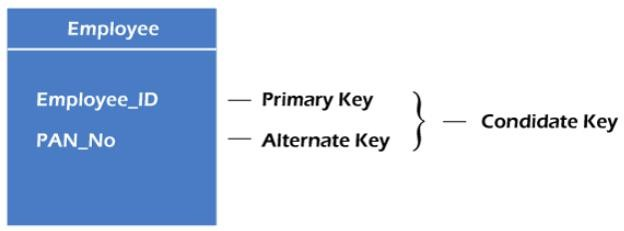 Employee
Employee_ID — Primary Key
PAN_No — Alternate Key
— Condidate Key